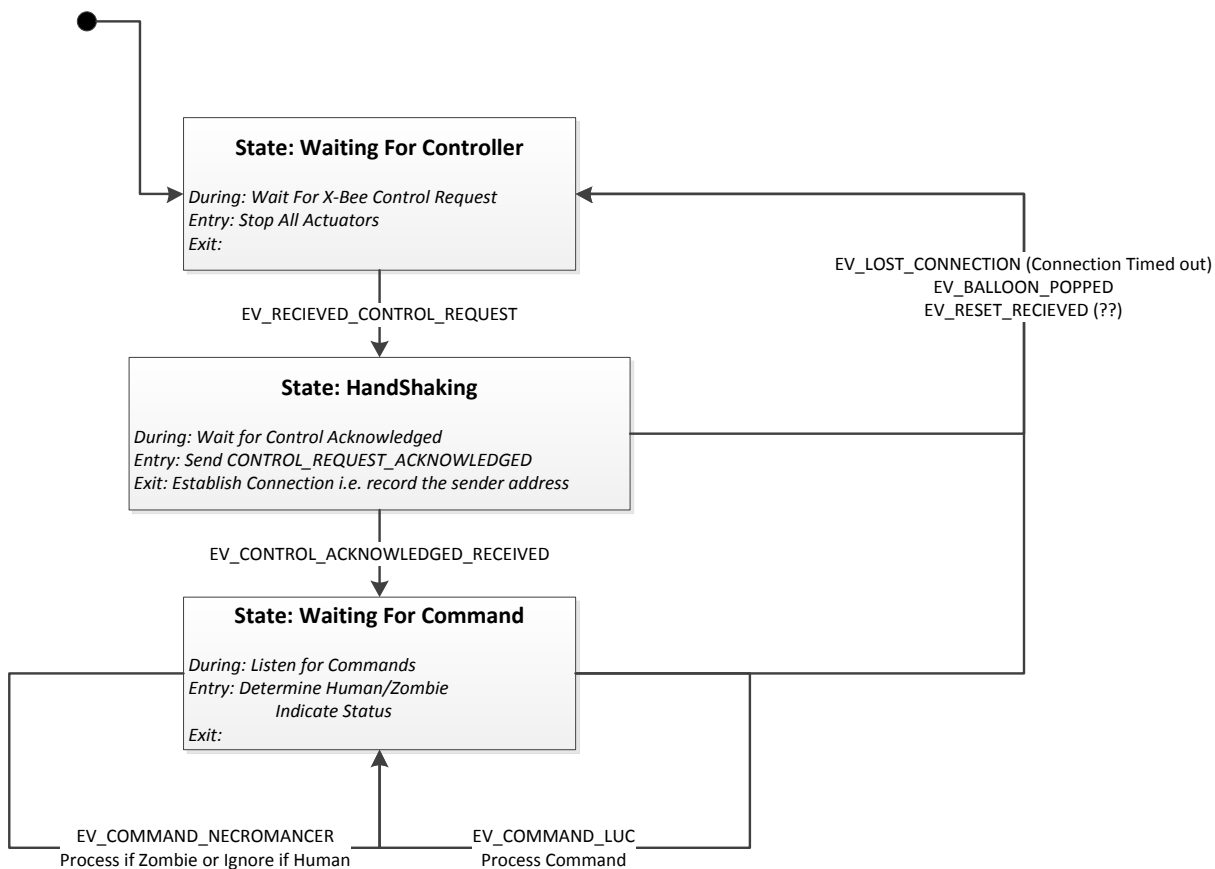 State: Waiting For Controller
During: Wait For X-Bee Control Request
Entry: Stop All Actuators
Exit:
EV_LOST_CONNECTION (Connection Timed out)
EV_BALLOON_POPPED
EV_RESET_RECIEVED (??)
EV_RECIEVED_CONTROL_REQUEST
State: HandShaking
During: Wait for Control Acknowledged
Entry: Send CONTROL_REQUEST_ACKNOWLEDGED
Exit: Establish Connection i.e. record the sender address
EV_CONTROL_ACKNOWLEDGED_RECEIVED
State: Waiting For Command
During: Listen for Commands
Entry: Determine Human/Zombie
Indicate Status
Exit:
EV_COMMAND_NECROMANCER
Process if Zombie or Ignore if Human
EV_COMMAND_LUC
Process Command